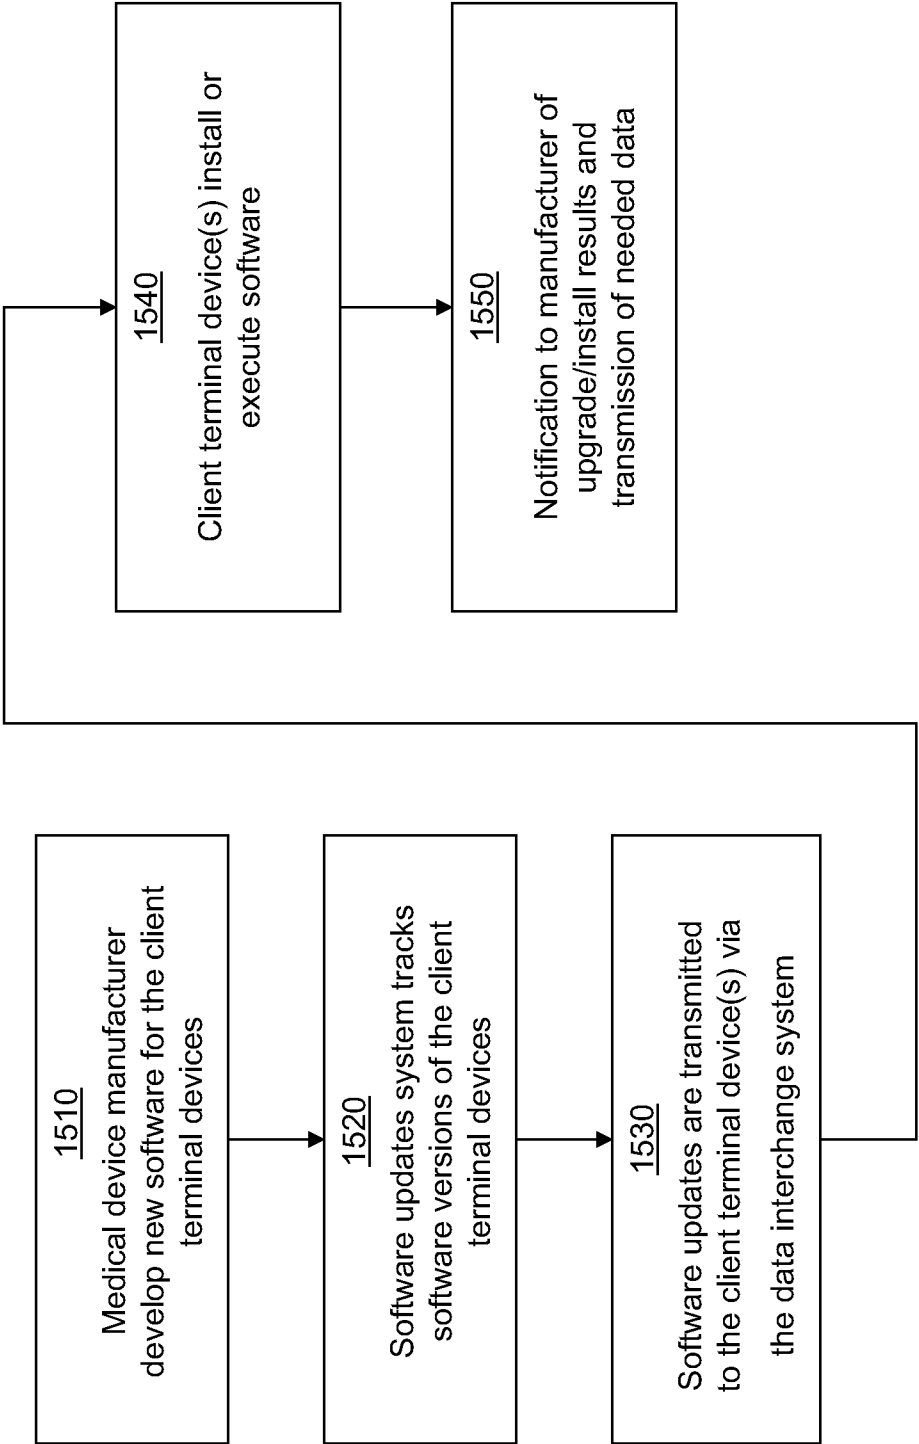 1510
Medical device manufacturer
develop new software for the client
terminal devices
1520
Software updates system tracks
software versions of the client
terminal devices
1530
Software updates are transmitted
to the client terminal device(s) via
the data interchange system
1540
Client terminal device(s) install or
execute software
1550
Notification to manufacturer of
upgrade/install results and
transmission of needed data